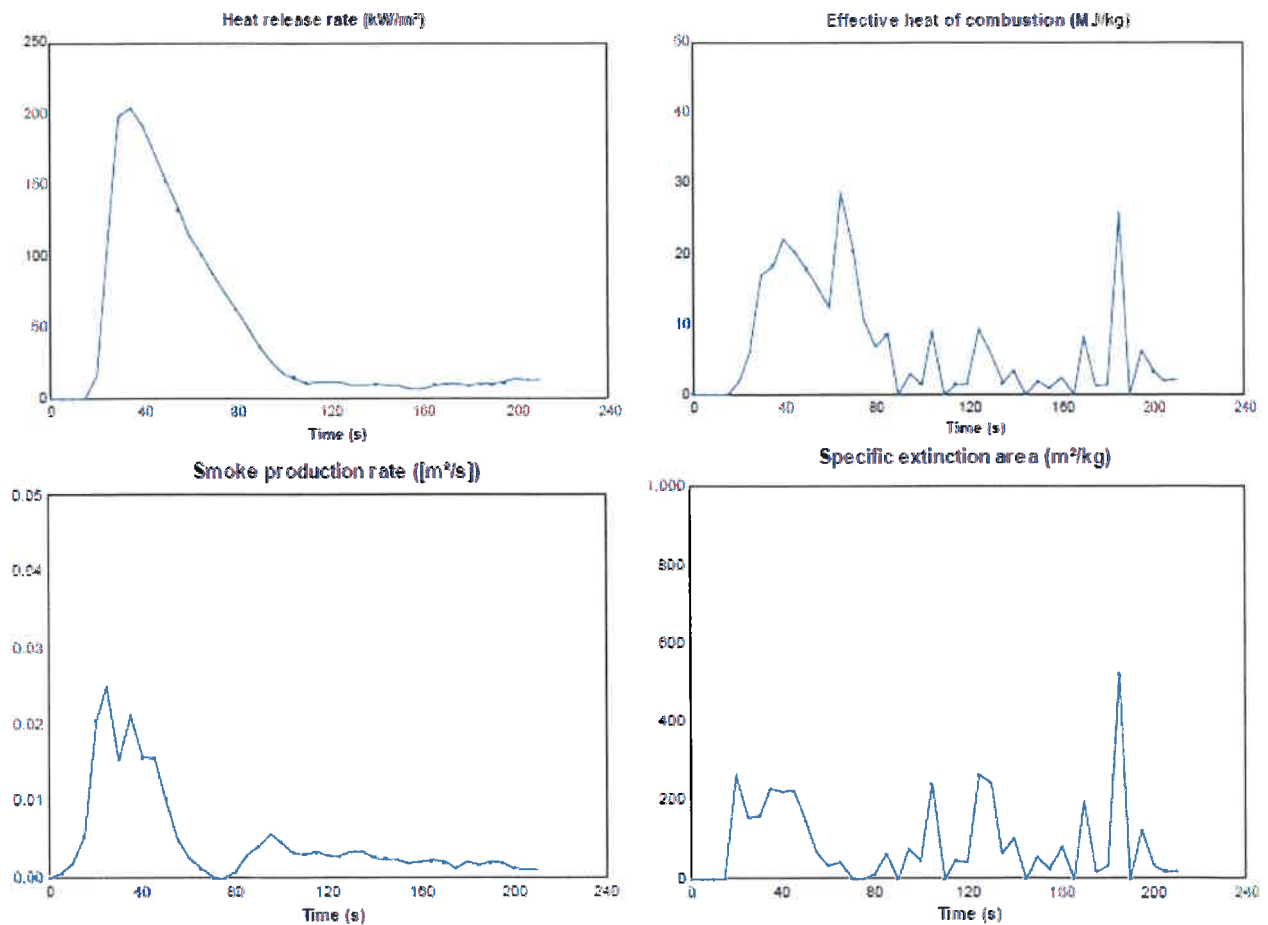 Heat release rate (kW/m²)
250
200
150
100
50
0
0 40 80 120 160 200 240
Time (s)
Effective heat of combustion (MJ/kg)
60
50
40
30
20
10
0
0 40 80 120 160 200 240
Time (s)
Smoke production rate ([m²/s])
0.05
0.04
0.03
0.02
0.01
0.00
0 40 80 120 160 200 240
Time (s)
Specific extinction area (m²/kg)
1,000
800
600
400
200
0
0 40 80 120 160 200 240
Time (s)